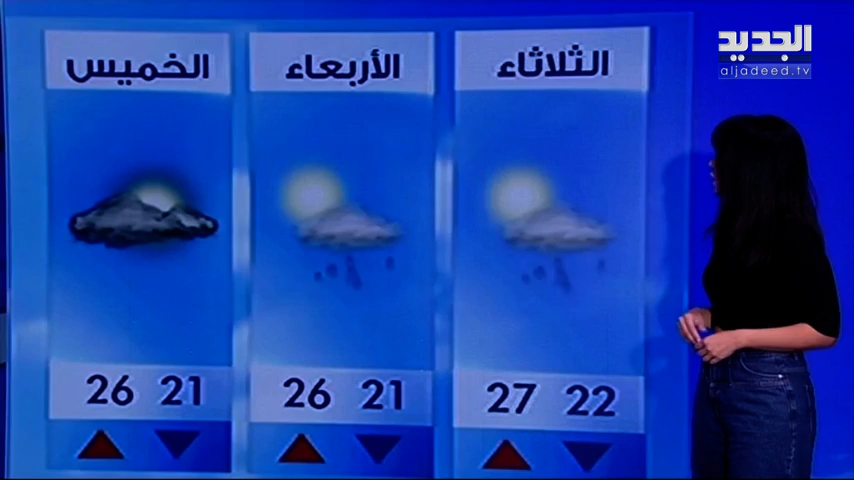 الجديد
aljadeed.tv
الثلاثاء
الأربعاء
الخميس
27 22
26 21
26 21